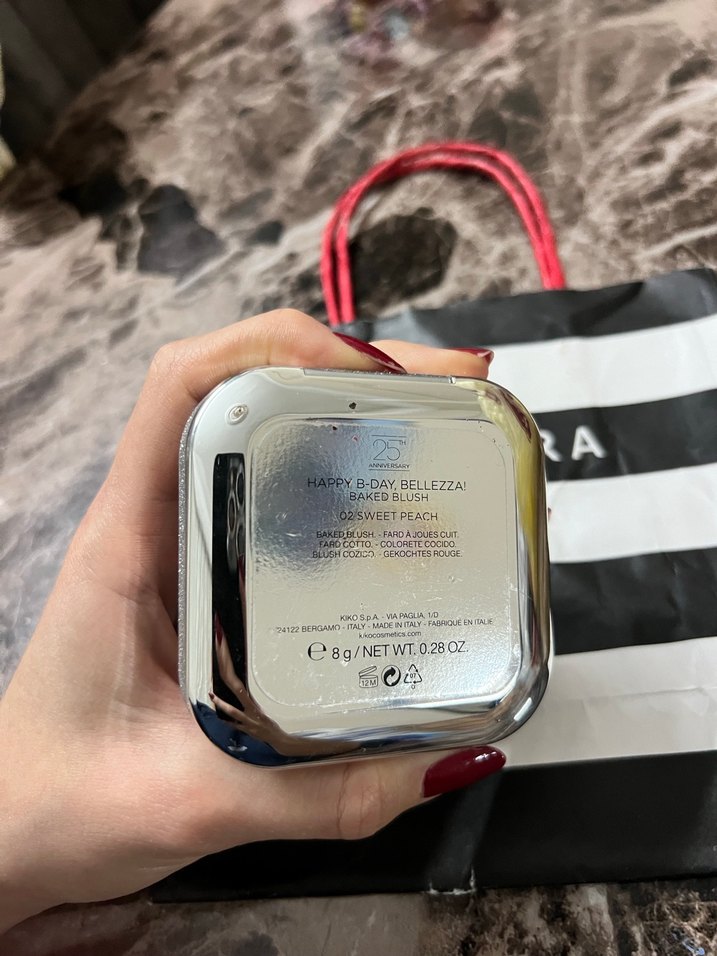 25TH
ANNIVERSARY
HAPPY B-DAY, BELLEZZA!
BAKED BLUSH
02 SWEET PEACH
BAKED BLUSH. - FARD À JOUES CUIT.
FARD COTTO. - COLORETE COCIDO.
BLUSH COZIDO. - GEKOCHTES ROUGE.
KIKO S.p.A. - VIA PAGLIA, 1/D
24122 BERGAMO - ITALY - MADE IN ITALY - FABRIQUÉ EN ITALIE
kikocosmetics.com
℮ 8 g / NET WT. 0.28 OZ.
12M
07
RA